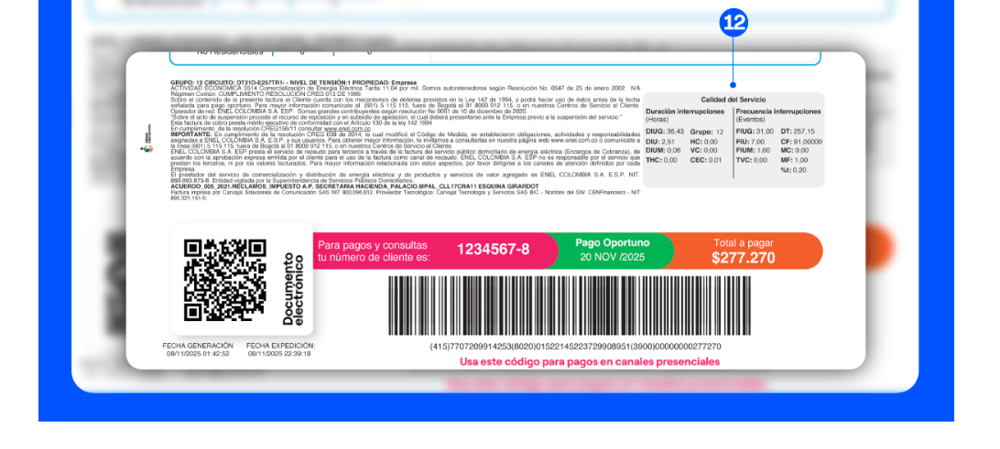 12
No Residenciales
GRUPO: 12 CIRCUITO: DT21D-E257TR1- - NIVEL DE TENSIÓN:1 PROPIEDAD: Empresa
ACTIVIDAD ECONÓMICA 3514 Comercialización de Energía Eléctrica Tarifa 11,04 por mil. Somos autorretenedores según Resolución No. 0547 de 25 de enero 2002. IVA
Régimen Común CUMPLIMIENTO RESOLUCIÓN CREG 015 DE 1999.
Sobre el contenido de la presente factura el Cliente cuenta con los mecanismos de defensa previstos en la Ley 142 de 1994, y podrá hacer uso de éstos antes de la fecha
señalada para pago oportuno. Para mayor información comunicate al (601) 5 115 115, fuera de Bogotá al 01 8000 912 115, o en nuestros Centros de Servicio al Cliente.
Operador de red: ENEL COLOMBIA S.A. ESP. Somos grandes contribuyentes según resolución No 9061 de 10 de diciembre de 2020.
"Sobre el acto de suspensión procede el recurso de reposición y en subsidio de apelación, el cual deberá presentarse ante la Empresa previo a la suspensión del servicio."
Esta factura de cobro presta mérito ejecutivo de conformidad con el Artículo 130 de la ley 142 1994
En cumplimiento de la resolución CREG156/11 consultar www.enel.com.co
IMPORTANTE: En cumplimiento de la resolución CREG 038 de 2014, la cual modificó el Código de Medida, se establecieron obligaciones, actividades y responsabilidades
asignadas a ENEL COLOMBIA S.A. E.S.P. y sus usuarios. Para obtener mayor información, te invitamos a consultarlas en nuestra página web www.enel.com.co o comunicate a
la línea (601) 5 115 115, fuera de Bogotá al 01 8000 912 115, o en nuestros Centros de Servicio al Cliente.
ENEL COLOMBIA S.A. ESP presta el servicio de recaudo para terceros a través de la factura del servicio público domiciliario de energía eléctrica (Encargos de Cobranza), de
acuerdo con la aprobación expresa emitida por el cliente para el uso de la factura como canal de recaudo, ENEL COLOMBIA S.A. ESP no es responsable por el servicio que
prestan los terceros, ni por los valores facturados. Para mayor información relacionada con estos aspectos, por favor dirigirse a los canales de atención definidos por cada
Empresa.
El prestador del servicio de comercialización y distribución de energía eléctrica y de productos y servicios de valor agregado es ENEL COLOMBIA S.A. E.S.P. NIT.
860.063.875-8. Entidad vigilada por la Superintendencia de Servicios Públicos Domiciliarios.
ACUERDO_005_2021.RECLAMOS_IMPUESTO A.P. SECRETARIA HACIENDA_PALACIO.MPAL_CLL17CRA11 ESQUINA GIRARDOT
Factura impresa por Carvajal Soluciones de Comunicación SAS NIT 800.096.812. Proveedor Tecnológico: Carvajal Tecnología y Servicios SAS BIC - Nombre del SW: CENFinanciero - NIT
890.321.151-0.
Calidad del Servicio
Duración interrupciones
(Horas)
DIUG: 36,43 Grupo: 12
DIU: 2,51 HC: 0,00
DIUM: 0,06 VC: 0,00
THC: 0,00 CEC: 0,01
Frecuencia interrupciones
(Eventos)
FIUG: 31,00 DT: 257,15
FIU: 7,00 CF: 91,00000
FIUM: 1,00 MC: 0,00
TVC: 0,00 MF: 1,00
%t: 0,20
Documento
electrónico
Para pagos y consultas
tu número de cliente es:
1234567-8
Pago Oportuno
20 NOV /2025
Total a pagar
$277.270
FECHA GENERACIÓN
08/11/2025 01:42:52
FECHA EXPEDICIÓN:
08/11/2025 22:39:18
(415)7707209914253(8020)01522145223729908951(3900)00000000277270
Usa este código para pagos en canales presenciales